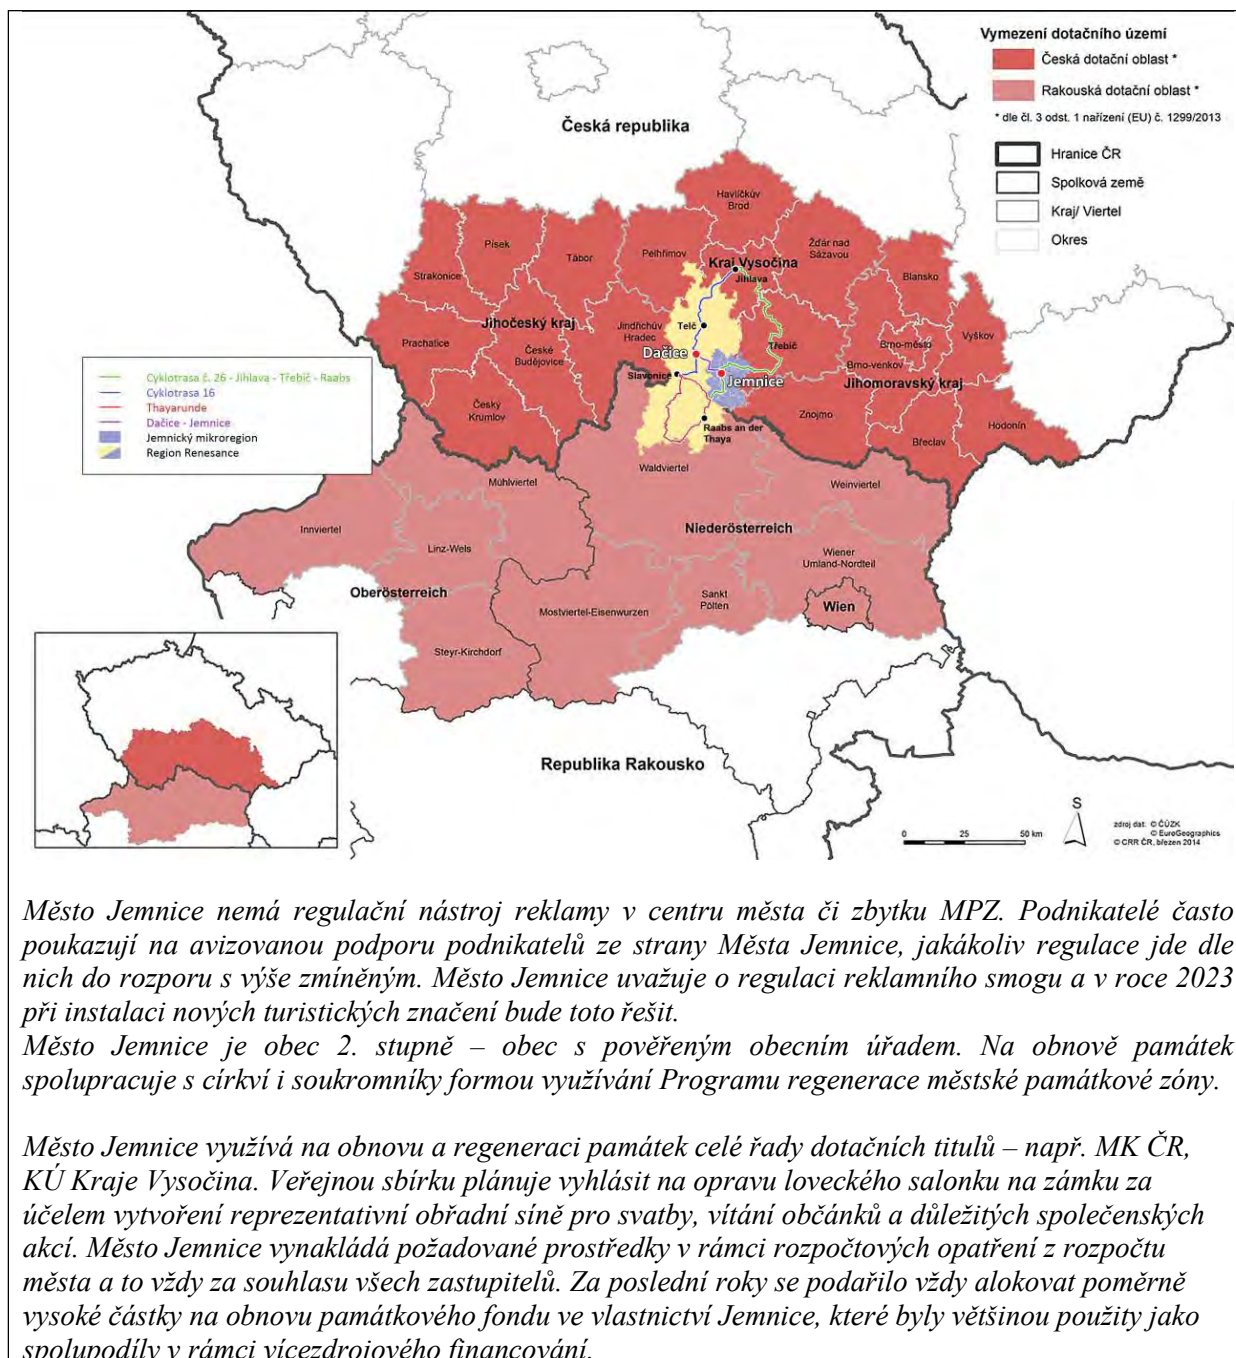 Vymezení dotačního území
Česká dotační oblast *
Rakouská dotační oblast *
* dle čl. 3 odst. 1 nařízení (EU) č. 1299/2013
Hranice ČR
Spolková země
Kraj/ Viertel
Okres
Česká republika
Havlíčkův
Brod
Písek
Tábor
Pelhřimov
Žďár nad
Sázavou
Strakonice
Kraj Vysočina
Jihlava
Blansko
Jihočeský kraj
Jindřichův
Hradec
Telč
Třebíč
Vyškov
Prachatice
České
Budějovice
Dačice
Brno-město
Brno-venkov
Slavonice
Jemnice
Jihomoravský kraj
Český
Krumlov
Znojmo
Hodonín
Břeclav
Raabs an der
Thaya
Cyklotrasa č. 26 - Jihlava - Třebíč - Raabs
Cyklotrasa 16
Thayarunde
Dačice - Jemnice
Jemnický mikroregion
Region Renesance
Waldviertel
Mühlviertel
Weinviertel
Innviertel
Niederösterreich
Linz-Wels
Wiener
Umland-Nordteil
Oberösterreich
Mostviertel-Eisenwurzen
Sankt
Pölten
Wien
Steyr-Kirchdorf
Republika Rakousko
S
0 25 50 km
zdroj dat: © ČÚZK
© EuroGeographics
© CRR ČR, březen 2014
Město Jemnice nemá regulační nástroj reklamy v centru města či zbytku MPZ. Podnikatelé často
poukazují na avizovanou podporu podnikatelů ze strany Města Jemnice, jakákoliv regulace jde dle
nich do rozporu s výše zmíněným. Město Jemnice uvažuje o regulaci reklamního smogu a v roce 2023
při instalaci nových turistických značení bude toto řešit.
Město Jemnice je obec 2. stupně – obec s pověřeným obecním úřadem. Na obnově památek
spolupracuje s církví i soukromníky formou využívání Programu regenerace městské památkové zóny.
Město Jemnice využívá na obnovu a regeneraci památek celé řady dotačních titulů – např. MK ČR,
KÚ Kraje Vysočina. Veřejnou sbírku plánuje vyhlásit na opravu loveckého salonku na zámku za
účelem vytvoření reprezentativní obřadní síně pro svatby, vítání občánků a důležitých společenských
akcí. Město Jemnice vynakládá požadované prostředky v rámci rozpočtových opatření z rozpočtu
města a to vždy za souhlasu všech zastupitelů. Za poslední roky se podařilo vždy alokovat poměrně
vysoké částky na obnovu památkového fondu ve vlastnictví Jemnice, které byly většinou použity jako
spolupodíly v rámci vícezdrojového financování.